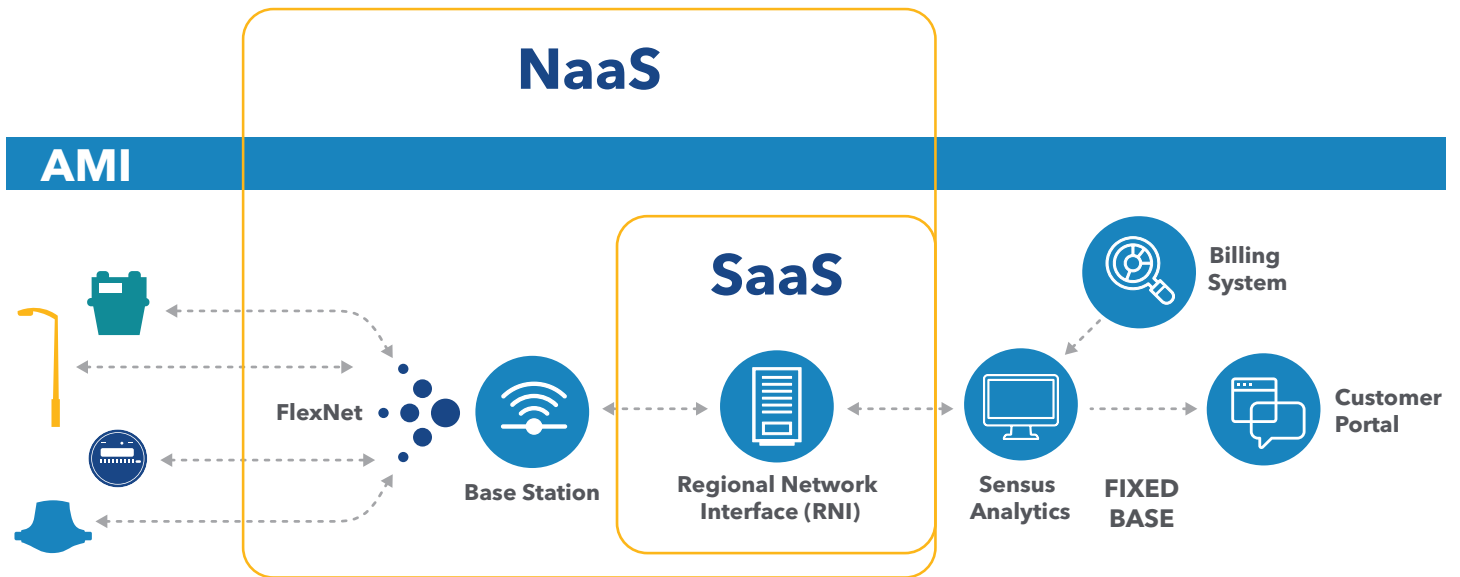 NaaS
AMI
SaaS
Billing
System
FlexNet
Customer
Portal
Base Station
Regional Network
Interface (RNI)
Sensus
Analytics
FIXED
BASE